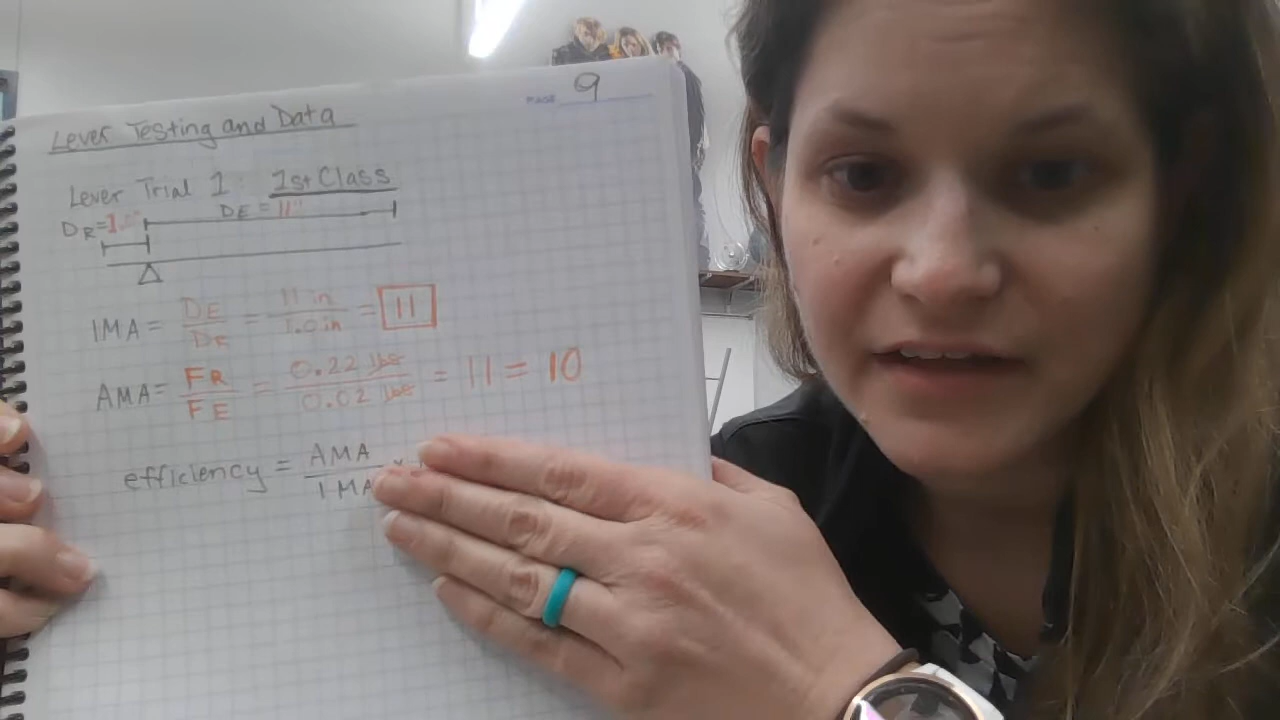 PAGE 9
Lever Testing and Data
Lever Trial 1: 1st Class
DE = 11"
DR=1.0"
IMA = DE/DR = 11 in/1.0 in = 11
AMA = FR/FE = 0.22 lbs/0.02 lbs = 11 = 10
efficiency = AMA/IMA ×